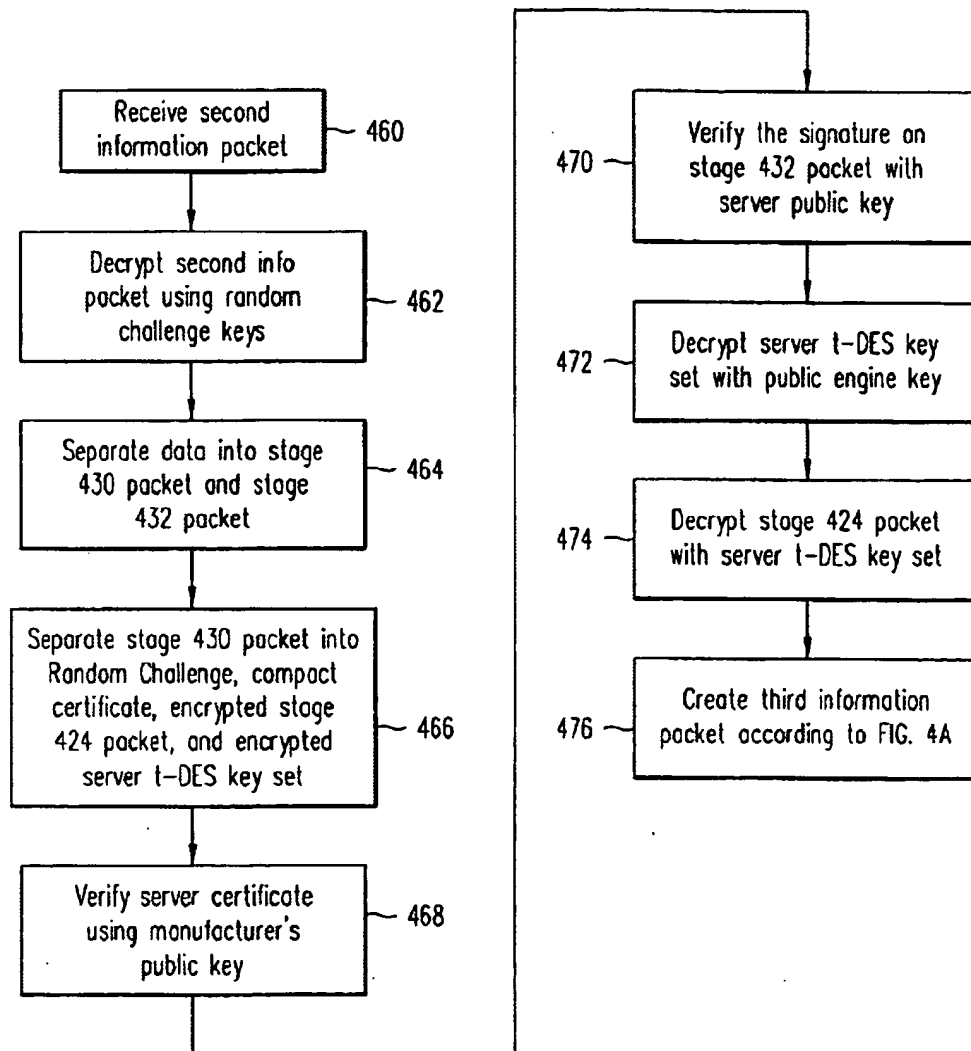 Receive second
information packet
460
Decrypt second info
packet using random
challenge keys
462
Separate data into stage
430 packet and stage
432 packet
464
Separate stage 430 packet into
Random Challenge, compact
certificate, encrypted stage
424 packet, and encrypted
server t-DES key set
466
Verify server certificate
using manufacturer's
public key
468
470
Verify the signature on
stage 432 packet with
server public key
472
Decrypt server t-DES key
set with public engine key
474
Decrypt stage 424 packet
with server t-DES key set
476
Create third information
packet according to FIG. 4A